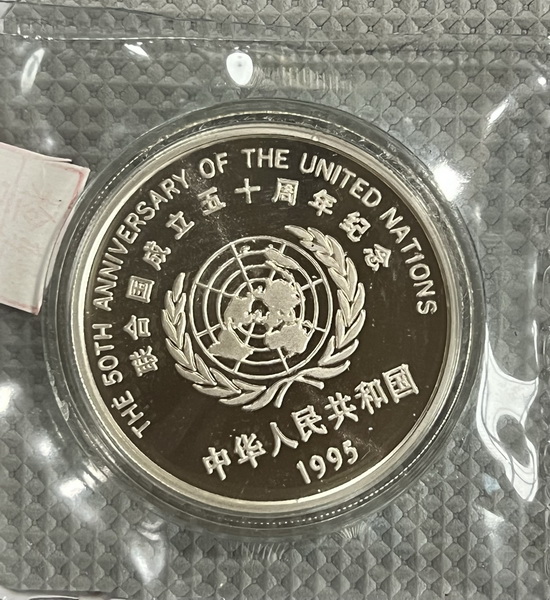 THE 50TH ANNIVERSARY OF THE UNITED NATIONS
联合国成立五十周年纪念
中华人民共和国
1995